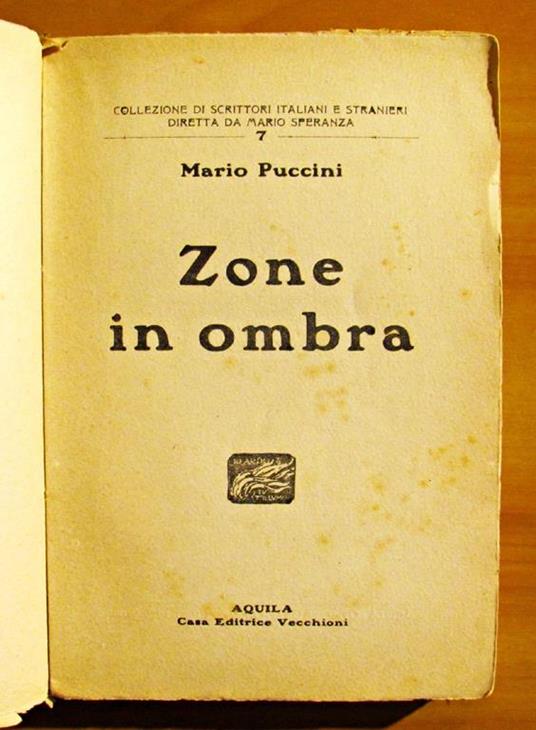 COLLEZIONE DI SCRITTORI ITALIANI E STRANIERI
DIRETTA DA MARIO SPERANZA
7
Mario Puccini
Zone
in ombra
AQUILA
Casa Editrice Vecchioni